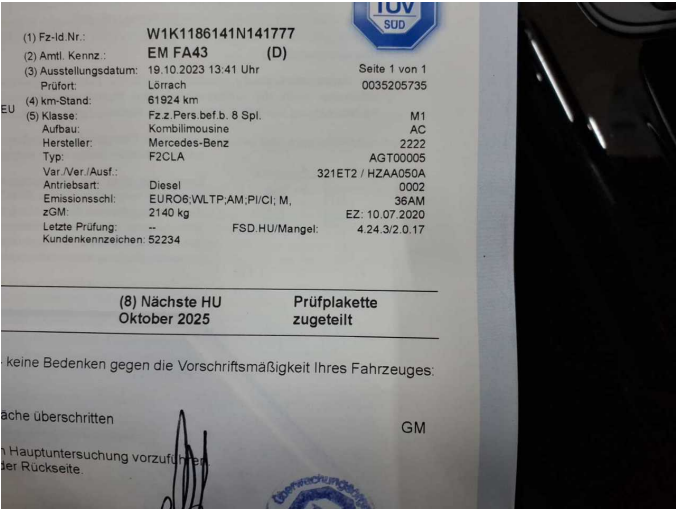 TÜV
SÜD
(1) Fz-Id.Nr.: W1K1186141N141777
(2) Amtl. Kennz.: EM FA43 (D)
(3) Ausstellungsdatum: 19.10.2023 13:41 Uhr Seite 1 von 1
Prüfort: Lörrach 0035205735
EU (4) km-Stand: 61924 km
(5) Klasse: Fz.z.Pers.bef.b. 8 Spl. M1
Aufbau: Kombilimousine AC
Hersteller: Mercedes-Benz 2222
Typ: F2CLA AGT00005
Var./Ver./Ausf.: 321ET2 / HZAA050A
Antriebsart: Diesel 0002
Emissionsschl: EURO6;WLTP;AM;PI/CI; M, 36AM
zGM: 2140 kg EZ: 10.07.2020
Letzte Prüfung: -- FSD.HU/Mangel: 4.24.3/2.0.17
Kundenkennzeichen: 52234
(8) Nächste HU Prüfplakette
Oktober 2025 zugeteilt
keine Bedenken gegen die Vorschriftsmäßigkeit Ihres Fahrzeuges:
äche überschritten
GM
n Hauptuntersuchung vorzuführen
der Rückseite.